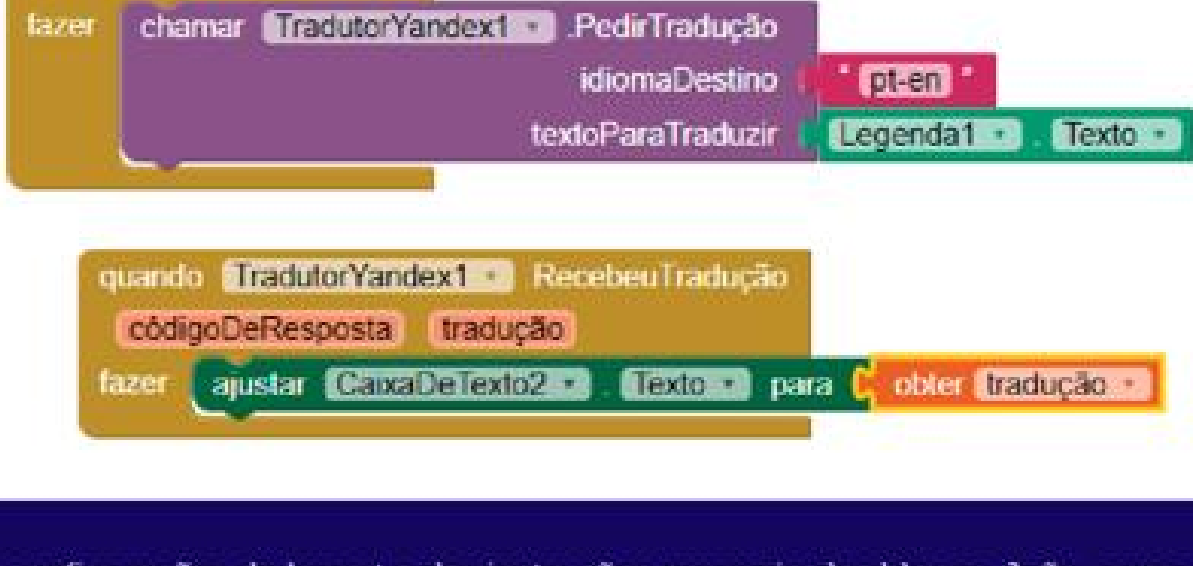 fazer chamar TradutorYandex1 .PedirTradução
idiomaDestino " pt-en "
textoParaTraduzir Legenda1 . Texto
quando TradutorYandex1 .RecebeuTradução
códigoDeResposta tradução
fazer ajustar CaixaDeTexto2 . Texto para obter tradução